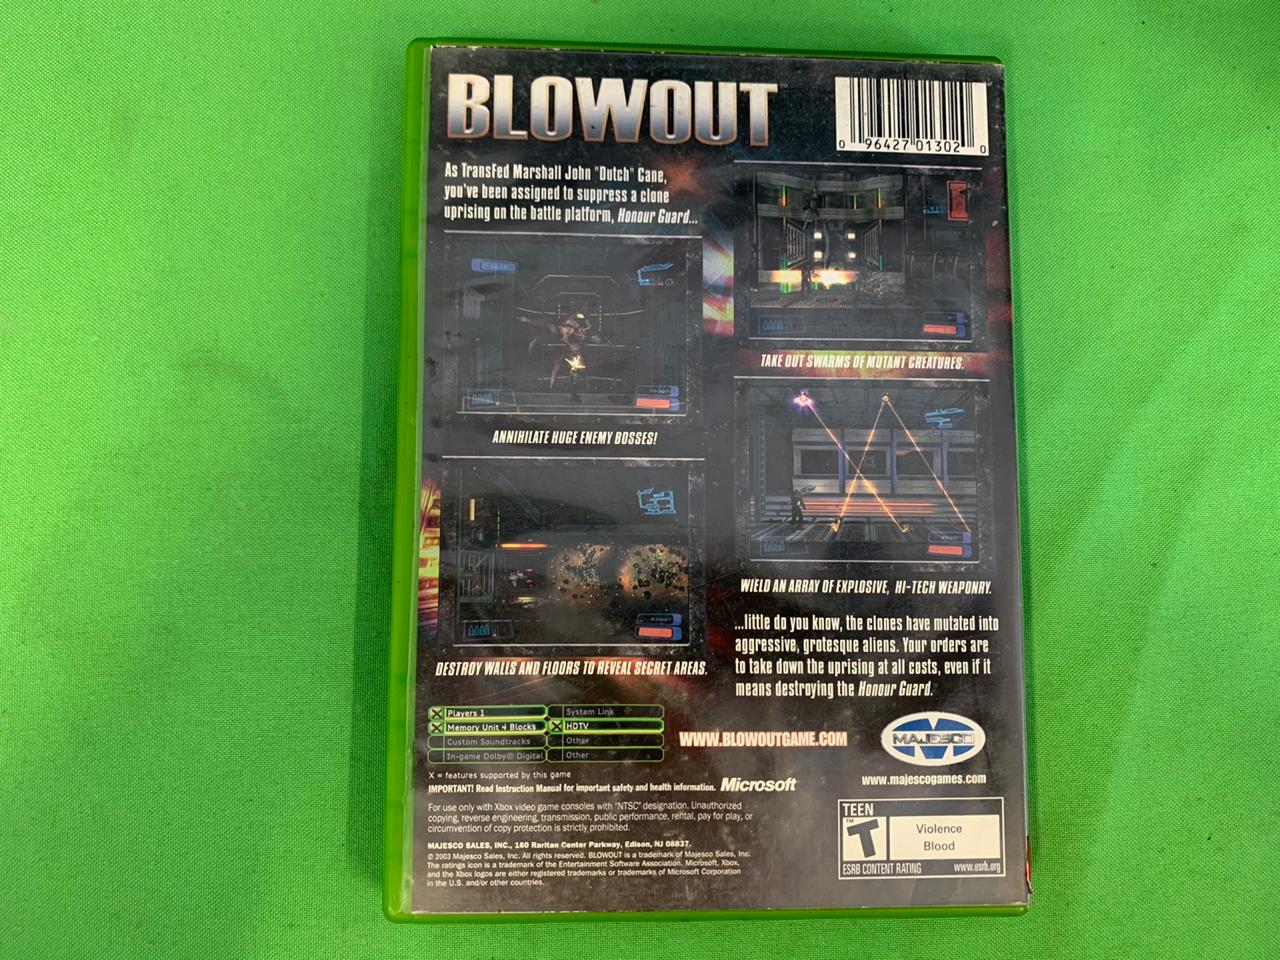 BLOWOUT™
0 96427 01302 0
As TransFed Marshall John "Dutch" Cane,
you've been assigned to suppress a clone
uprising on the battle platform, Honour Guard...
TAKE OUT SWARMS OF MUTANT CREATURES.
ANNIHILATE HUGE ENEMY BOSSES!
WIELD AN ARRAY OF EXPLOSIVE, HI-TECH WEAPONRY.
DESTROY WALLS AND FLOORS TO REVEAL SECRET AREAS.
...little do you know, the clones have mutated into
aggressive, grotesque aliens. Your orders are
to take down the uprising at all costs, even if it
means destroying the Honour Guard.
X Players 1 System Link
X Memory Unit 4 Blocks X HDTV
Custom Soundtracks Other
In-game Dolby® Digital Other
X = features supported by this game
WWW.BLOWOUTGAME.COM
MAJESCO
www.majescogames.com
IMPORTANT! Read Instruction Manual for important safety and health information. Microsoft
For use only with Xbox video game consoles with "NTSC" designation. Unauthorized
copying, reverse engineering, transmission, public performance, rental, pay for play, or
circumvention of copy protection is strictly prohibited.
MAJESCO SALES, INC., 160 Raritan Center Parkway, Edison, NJ 08837.
© 2003 Majesco Sales, Inc. All rights reserved. BLOWOUT is a trademark of Majesco Sales, Inc.
The ratings icon is a trademark of the Entertainment Software Association. Microsoft, Xbox,
and the Xbox logos are either registered trademarks or trademarks of Microsoft Corporation
in the U.S. and/or other countries.
TEEN
T™
Violence
Blood
ESRB CONTENT RATING www.esrb.org